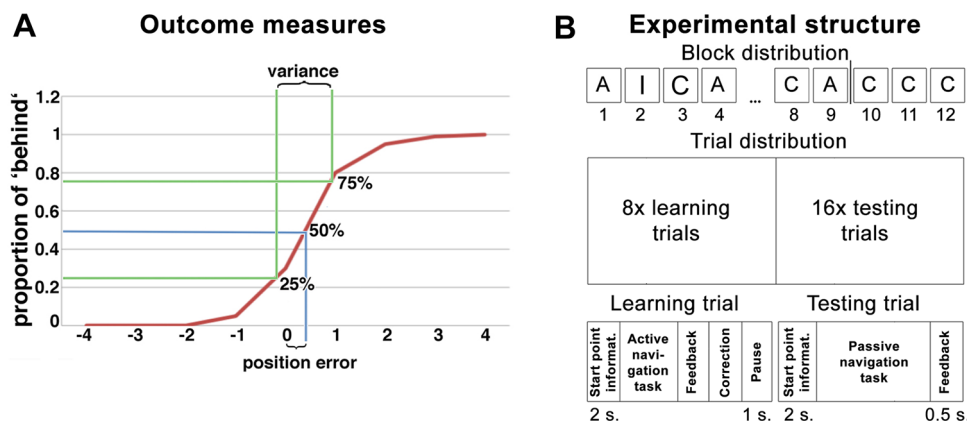 A Outcome measures
variance
proportion of 'behind'
1.2
1
0.8
0.6
0.4
0.2
0
75%
50%
25%
-4 -3 -2 -1 0 1 2 3 4
position error
B Experimental structure
Block distribution
A I C A ... C A C C C
1 2 3 4 8 9 10 11 12
Trial distribution
8x learning
trials
16x testing
trials
Learning trial
Start point
informat.
Active
navi-
gation
task
Feedback
Correction
Pause
2 s. 1 s.
Testing trial
Start point
informat.
Passive
navigation
task
Feedback
2 s. 0.5 s.